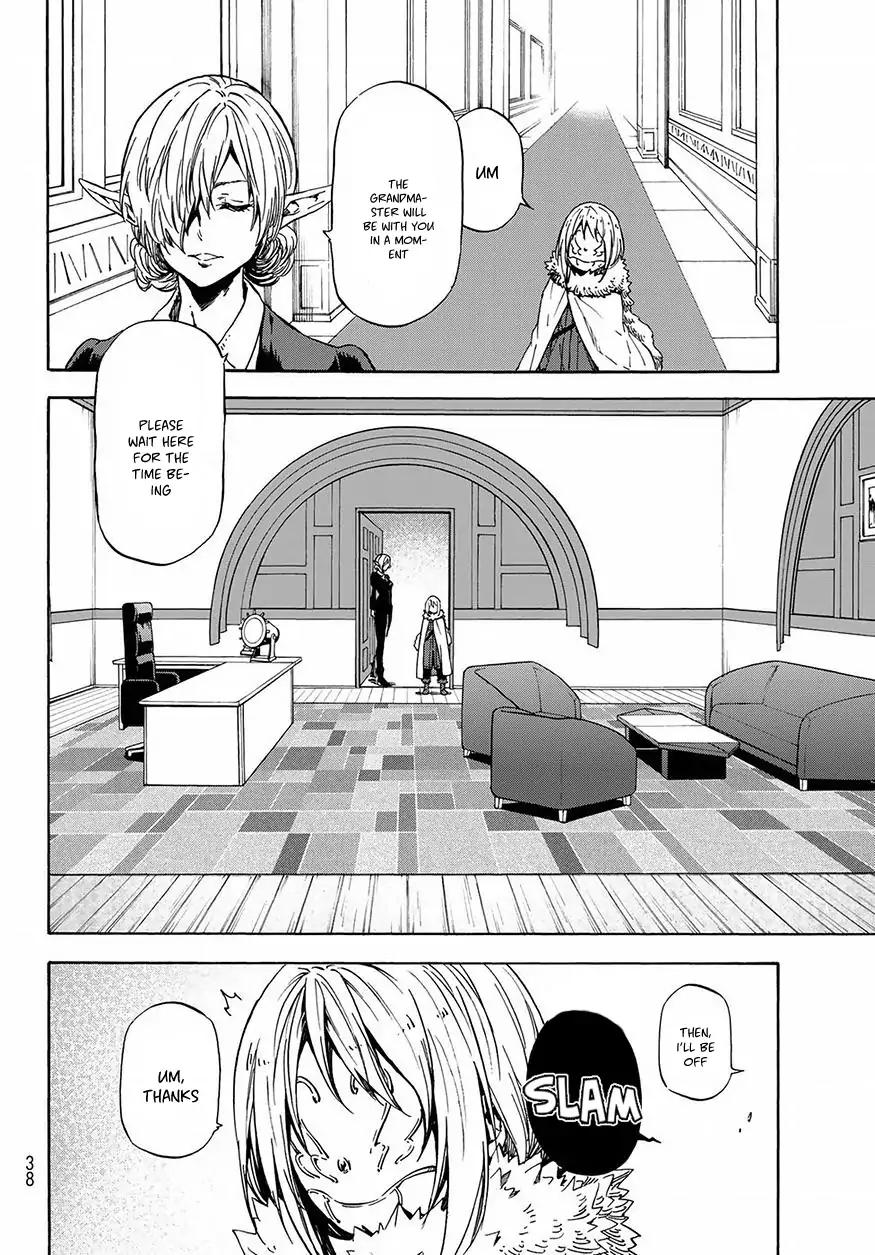 UM
THE
GRANDMA-
STER WILL
BE WITH YOU
IN A MOM-
ENT
PLEASE
WAIT HERE
FOR THE
TIME BE-
ING
THEN,
I'LL BE
OFF
SLAM
UM,
THANKS
38